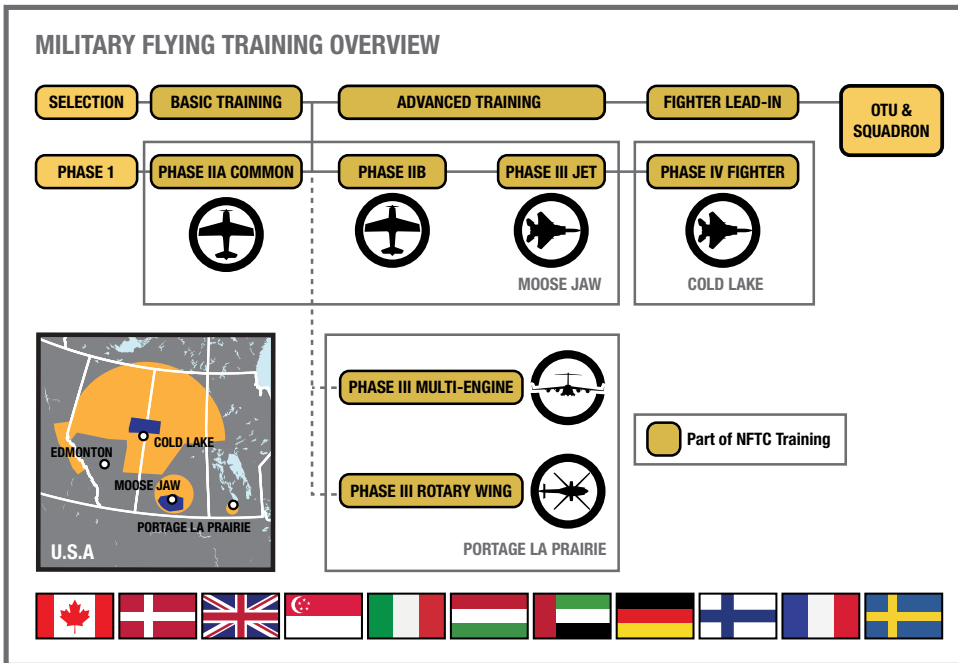 MILITARY FLYING TRAINING OVERVIEW
SELECTION
BASIC TRAINING
ADVANCED TRAINING
FIGHTER LEAD-IN
OTU &
SQUADRON
PHASE 1
PHASE IIA COMMON
PHASE IIB
PHASE III JET
PHASE IV FIGHTER
MOOSE JAW
COLD LAKE
PHASE III MULTI-ENGINE
PHASE III ROTARY WING
PORTAGE LA PRAIRIE
Part of NFTC Training
COLD LAKE
EDMONTON
MOOSE JAW
PORTAGE LA PRAIRIE
U.S.A